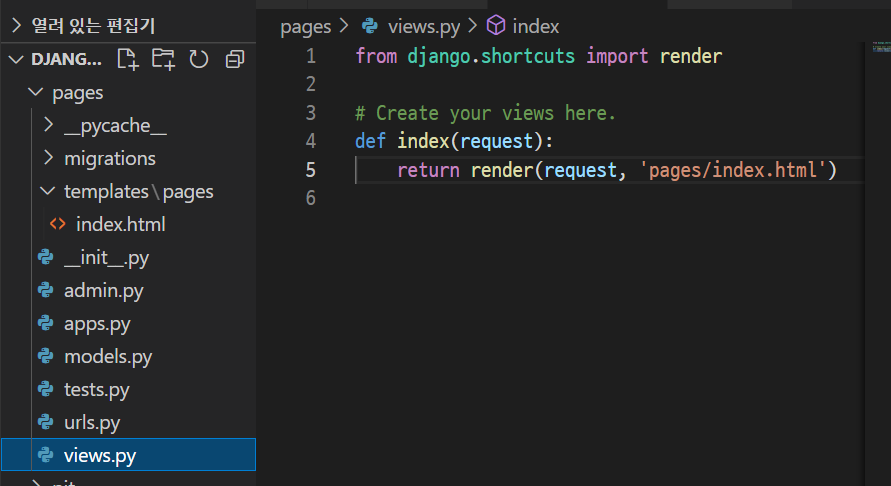 열려 있는 편집기
DJANG...
pages
__pycache__
migrations
templates\pages
index.html
__init__.py
admin.py
apps.py
models.py
tests.py
urls.py
views.py
pages > views.py > index
1 from django.shortcuts import render
2
3 # Create your views here.
4 def index(request):
5 return render(request, 'pages/index.html')
6